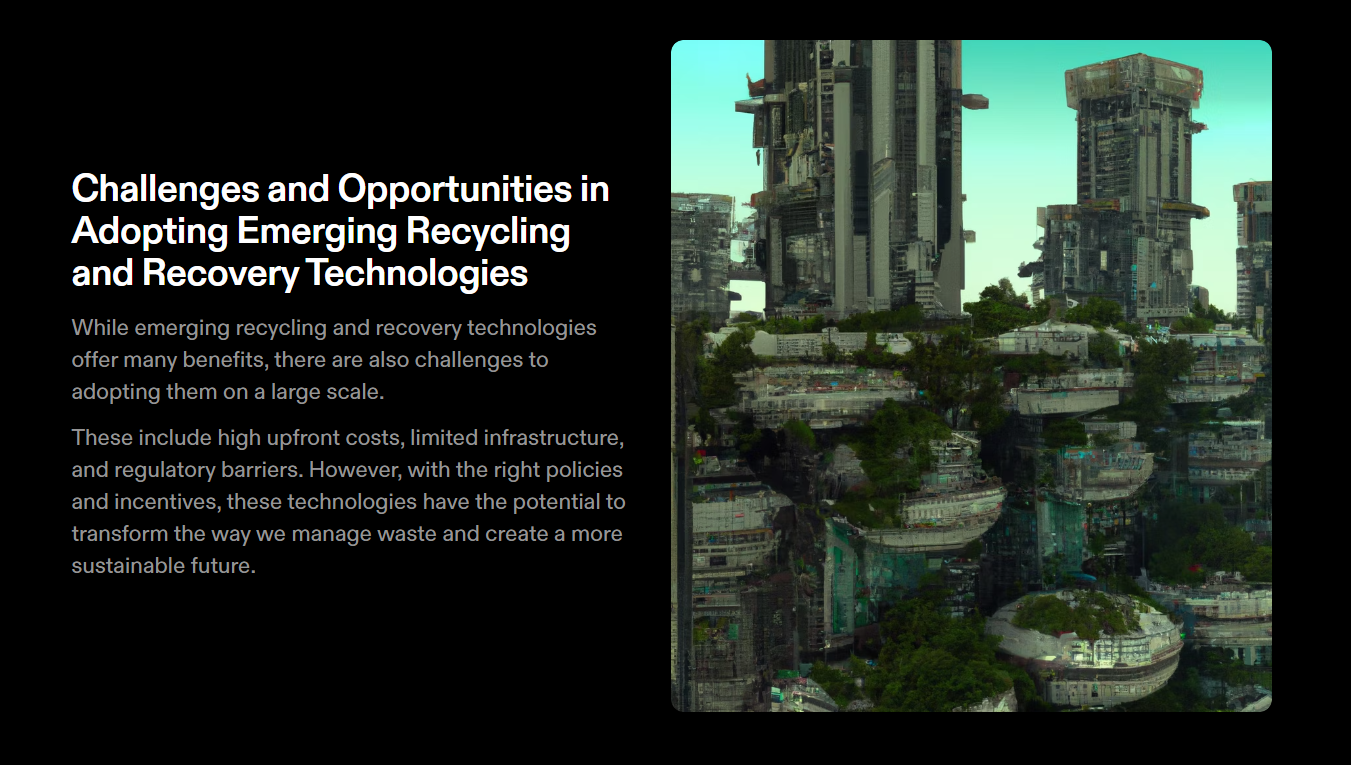 Challenges and Opportunities in
Adopting Emerging Recycling
and Recovery Technologies
While emerging recycling and recovery technologies
offer many benefits, there are also challenges to
adopting them on a large scale.
These include high upfront costs, limited infrastructure,
and regulatory barriers. However, with the right policies
and incentives, these technologies have the potential to
transform the way we manage waste and create a more
sustainable future.